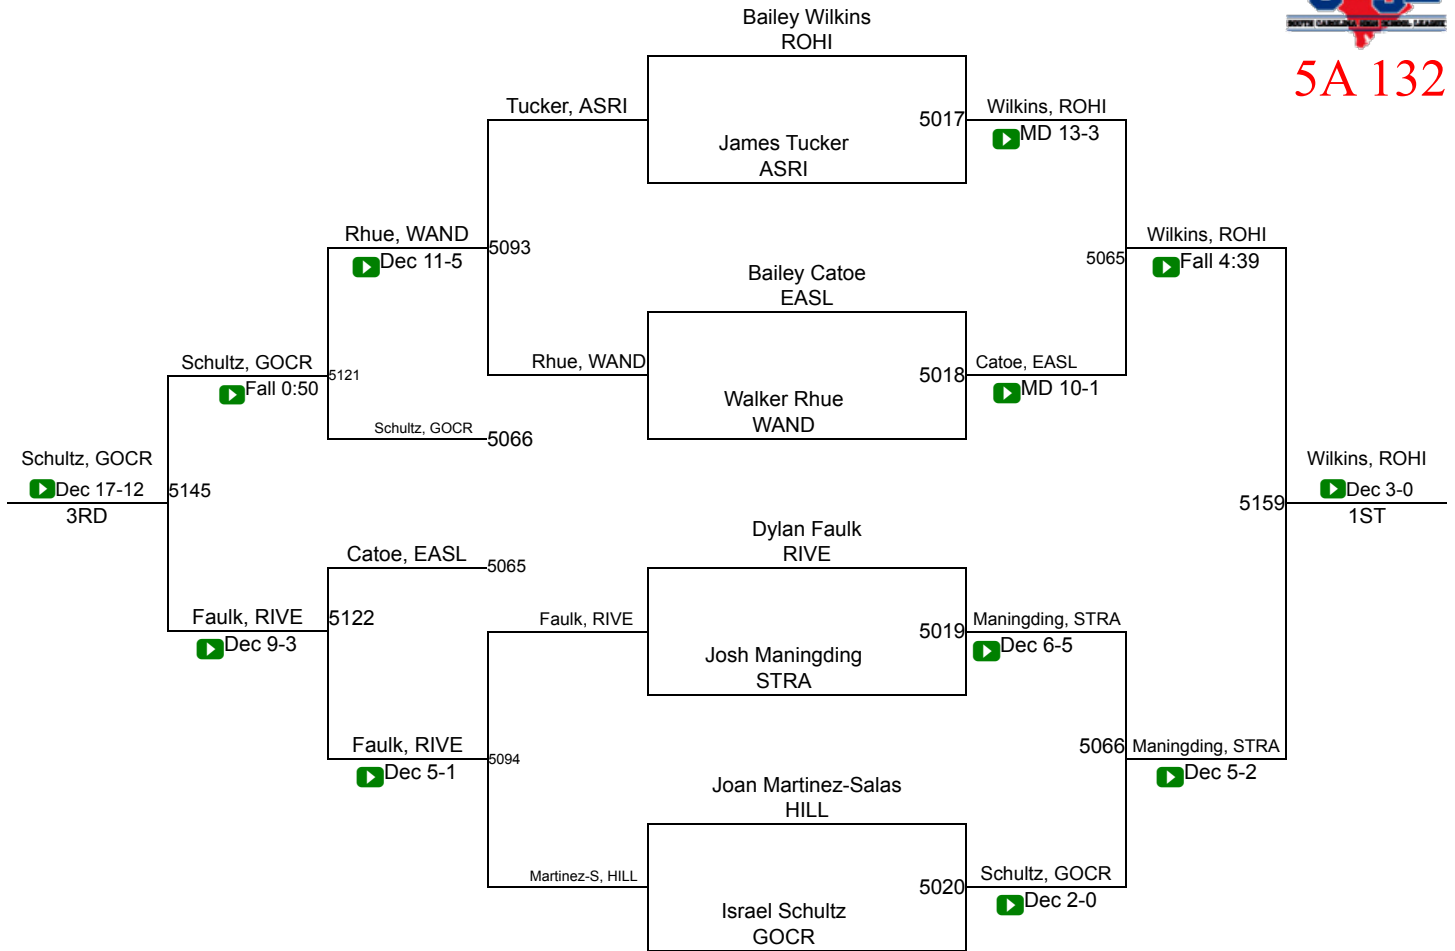 SOUTH CAROLINA HIGH SCHOOL LEAGUE
5A 132
Bailey Wilkins
ROHI
Tucker, ASRI
5017
Wilkins, ROHI
MD 13-3
James Tucker
ASRI
Rhue, WAND
Dec 11-5
5093
Wilkins, ROHI
Fall 4:39
5065
Bailey Catoe
EASL
Schultz, GOCR
Fall 0:50
5121
Rhue, WAND
5018
Catoe, EASL
MD 10-1
Walker Rhue
WAND
Schultz, GOCR
5066
Schultz, GOCR
Dec 17-12
3RD
5145
5159
Wilkins, ROHI
Dec 3-0
1ST
Dylan Faulk
RIVE
Catoe, EASL
5065
Faulk, RIVE
Dec 9-3
5122
Faulk, RIVE
5019
Maningding, STRA
Dec 6-5
Josh Maningding
STRA
Faulk, RIVE
Dec 5-1
5094
5066
Maningding, STRA
Dec 5-2
Joan Martinez-Salas
HILL
Martinez-S, HILL
5020
Schultz, GOCR
Dec 2-0
Israel Schultz
GOCR